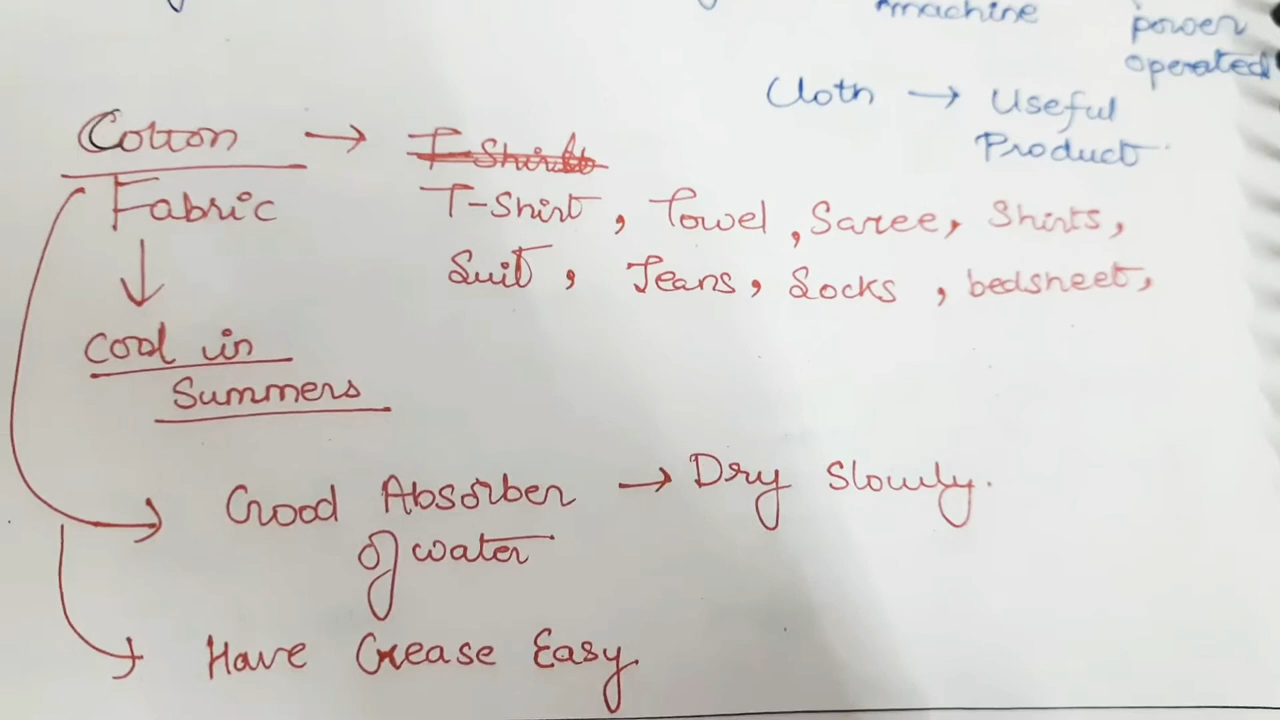 machine power
operated
Cloth → Useful
Product
Cotton → T-Shirt
Fabric T-Shirt, Towel, Saree, Shirts,
Suit, Jeans, Socks, bedsheet,
Cool in
Summers
Good Absorber → Dry Slowly.
of water
Have Crease Easy